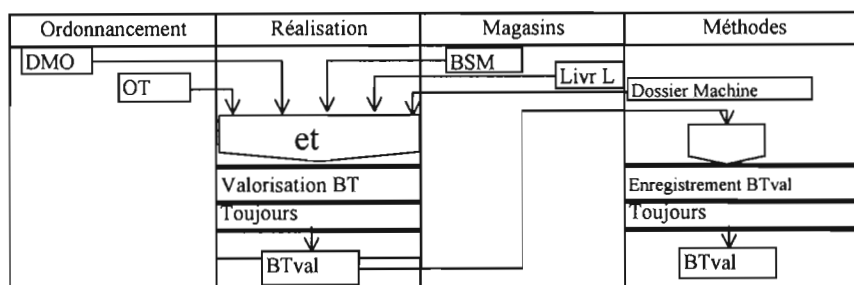 Ordonnancement Réalisation Magasins Méthodes
DMO BSM
OT Livr L Dossier Machine
et
Valorisation BT Enregistrement BTval
Toujours Toujours
BTval BTval